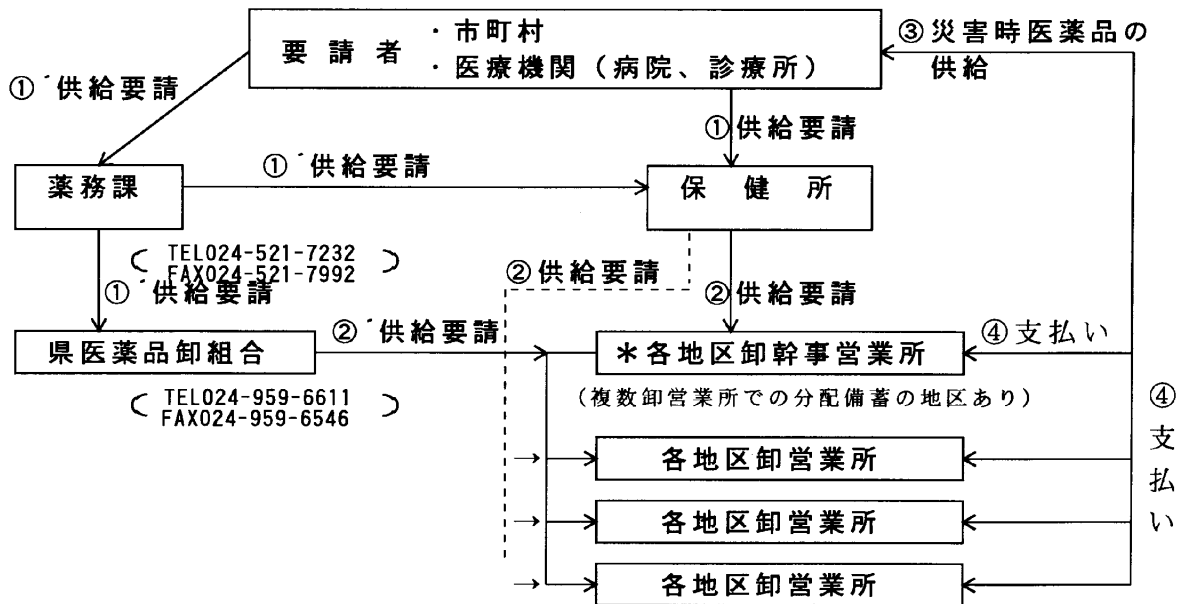 要請者
・市町村
・医療機関（病院、診療所）
③災害時医薬品の
供給
①´供給要請
①供給要請
①´供給要請
薬務課
保健所
TEL024-521-7232
FAX024-521-7992
②供給要請
①´供給要請
②供給要請
県医薬品卸組合
②´供給要請
＊各地区卸幹事営業所
④支払い
TEL024-959-6611
FAX024-959-6546
（複数卸営業所での分配備蓄の地区あり）
④支払い
各地区卸営業所
各地区卸営業所
各地区卸営業所